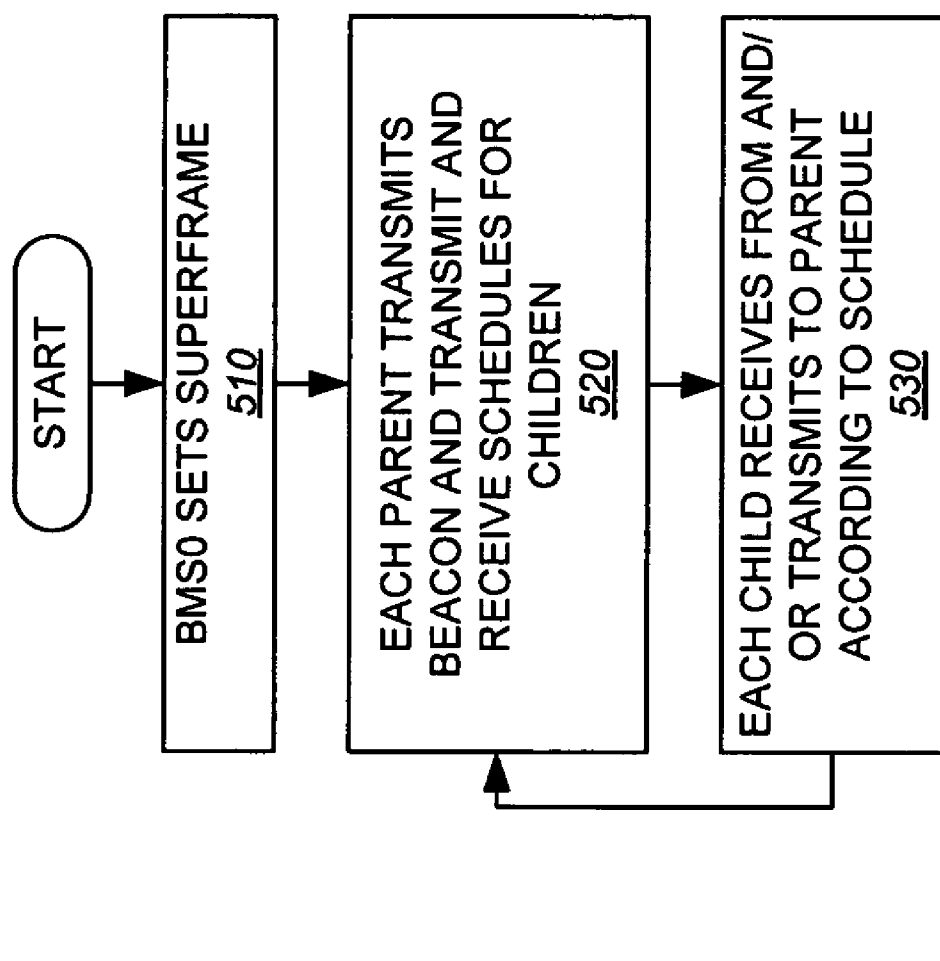 START
BMS0 SETS SUPERFRAME
510
EACH PARENT TRANSMITS
BEACON AND TRANSMIT AND
RECEIVE SCHEDULES FOR
CHILDREN
520
EACH CHILD RECEIVES FROM AND/
OR TRANSMITS TO PARENT
ACCORDING TO SCHEDULE
530